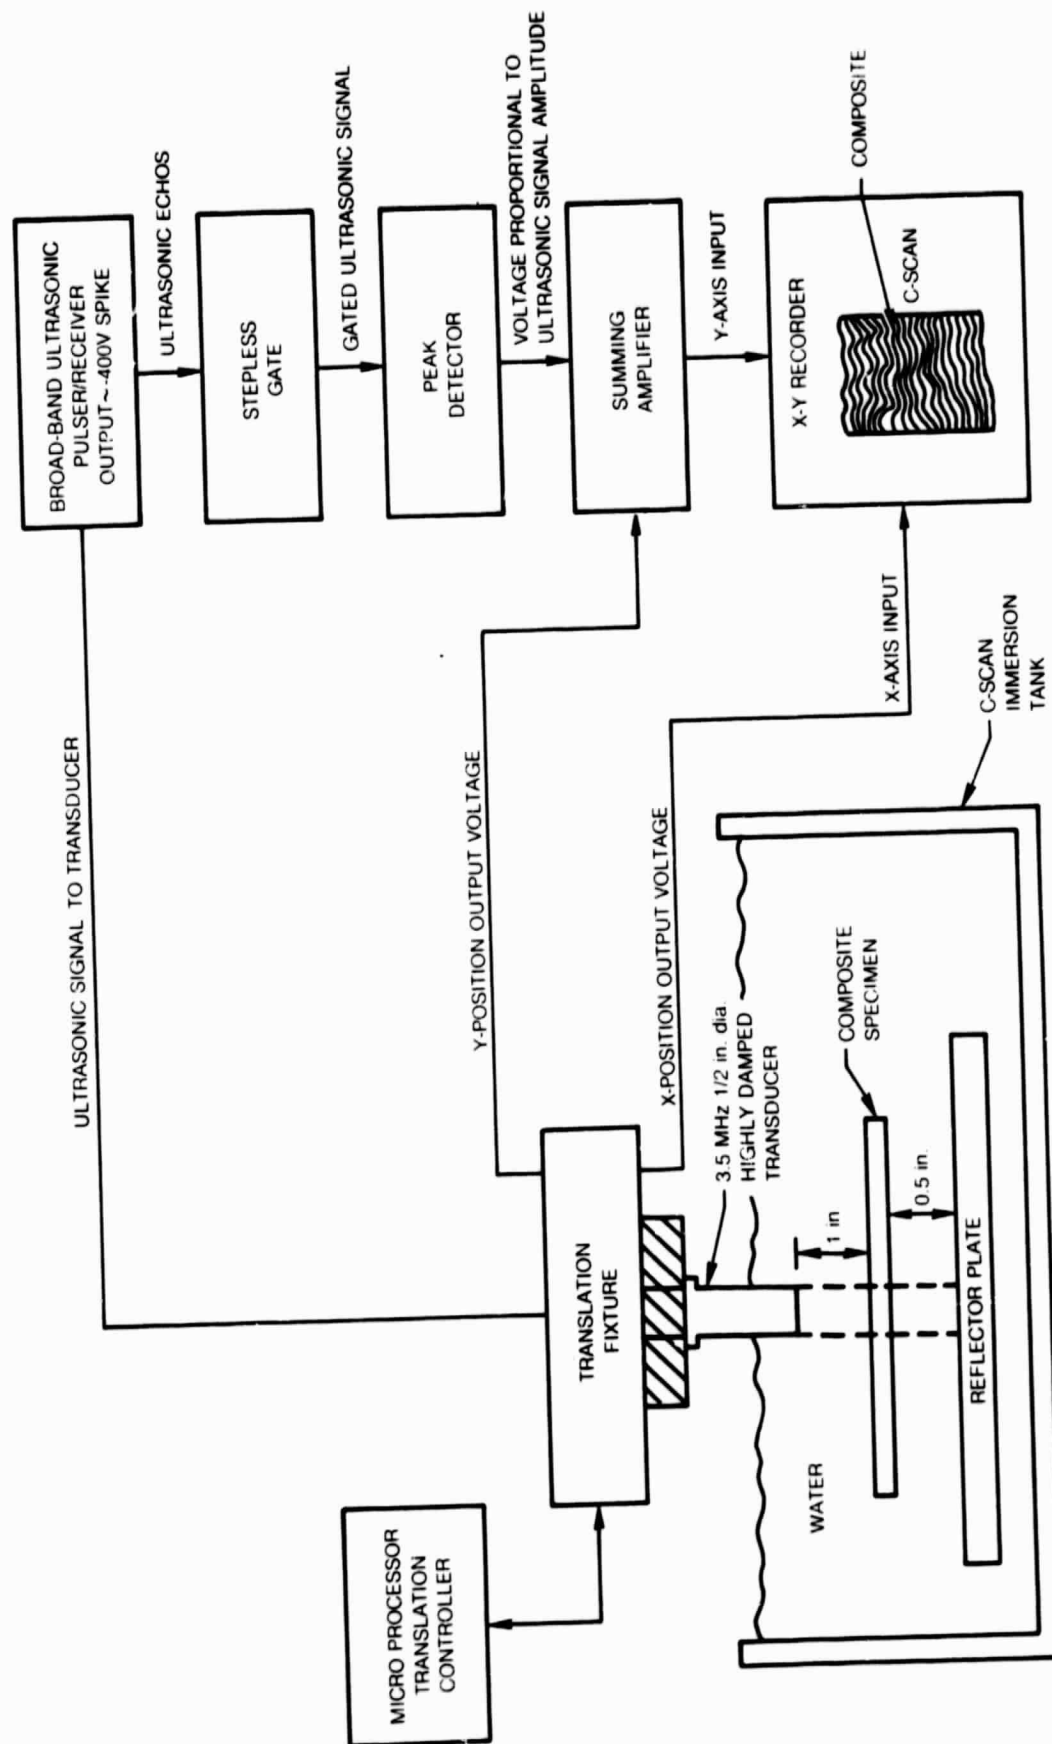 BROAD-BAND ULTRASONIC
PULSER/RECEIVER
OUTPUT ~ -400V SPIKE
ULTRASONIC ECHOS
STEPLESS
GATE
GATED ULTRASONIC SIGNAL
PEAK
DETECTOR
VOLTAGE PROPORTIONAL TO
ULTRASONIC SIGNAL AMPLITUDE
SUMMING
AMPLIFIER
Y-AXIS INPUT
X-Y RECORDER
C-SCAN
COMPOSITE
ULTRASONIC SIGNAL TO TRANSDUCER
Y-POSITION OUTPUT VOLTAGE
X-POSITION OUTPUT VOLTAGE
X-AXIS INPUT
MICRO PROCESSOR
TRANSLATION
CONTROLLER
TRANSLATION
FIXTURE
3.5 MHz 1/2 in. dia.
HIGHLY DAMPED
TRANSDUCER
1 in
COMPOSITE
SPECIMEN
0.5 in.
WATER
REFLECTOR PLATE
C-SCAN
IMMERSION
TANK